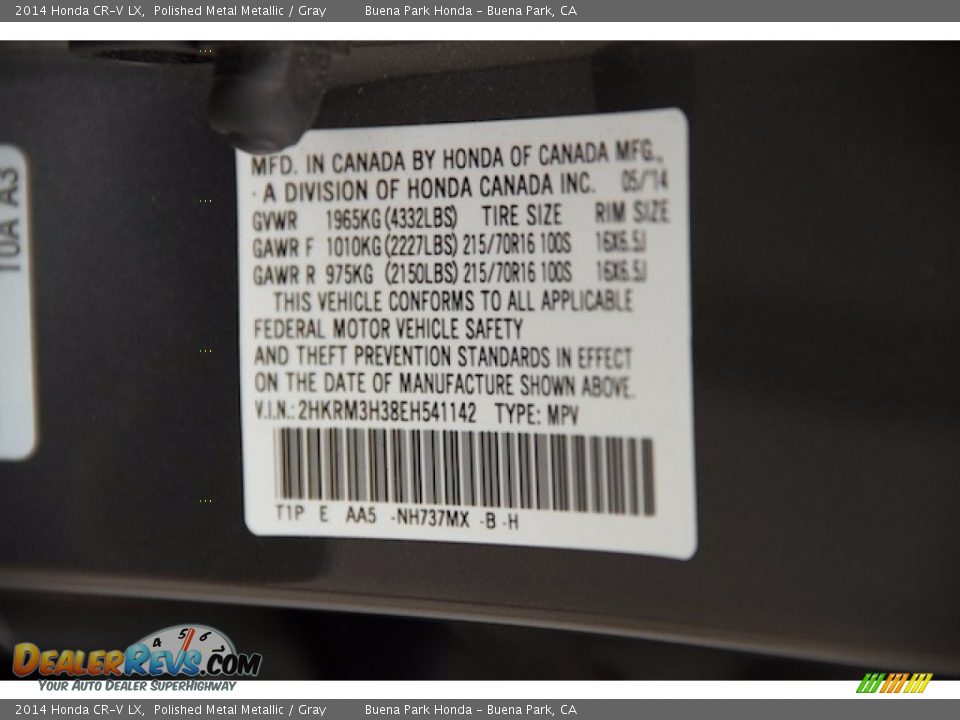 2014 Honda CR-V LX,  Polished Metal Metallic / Gray    Buena Park Honda - Buena Park, CA
10A A3
MFD. IN CANADA BY HONDA OF CANADA MFG.,
· A DIVISION OF HONDA CANADA INC.  05/'14
GVWR  1965KG (4332LBS)  TIRE SIZE  RIM SIZE
GAWR F  1010KG (2227LBS) 215/70R16 100S  16X6.5J
GAWR R  975KG  (2150LBS) 215/70R16 100S  16X6.5J
THIS VEHICLE CONFORMS TO ALL APPLICABLE
FEDERAL MOTOR VEHICLE SAFETY
AND THEFT PREVENTION STANDARDS IN EFFECT
ON THE DATE OF MANUFACTURE SHOWN ABOVE.
V.I.N.: 2HKRM3H38EH541142  TYPE: MPV
T1P  E  AA5  -NH737MX  -B -H
4 5 6
DEALERREVS.COM
YOUR AUTO DEALER SUPERHIGHWAY
2014 Honda CR-V LX,  Polished Metal Metallic / Gray    Buena Park Honda - Buena Park, CA